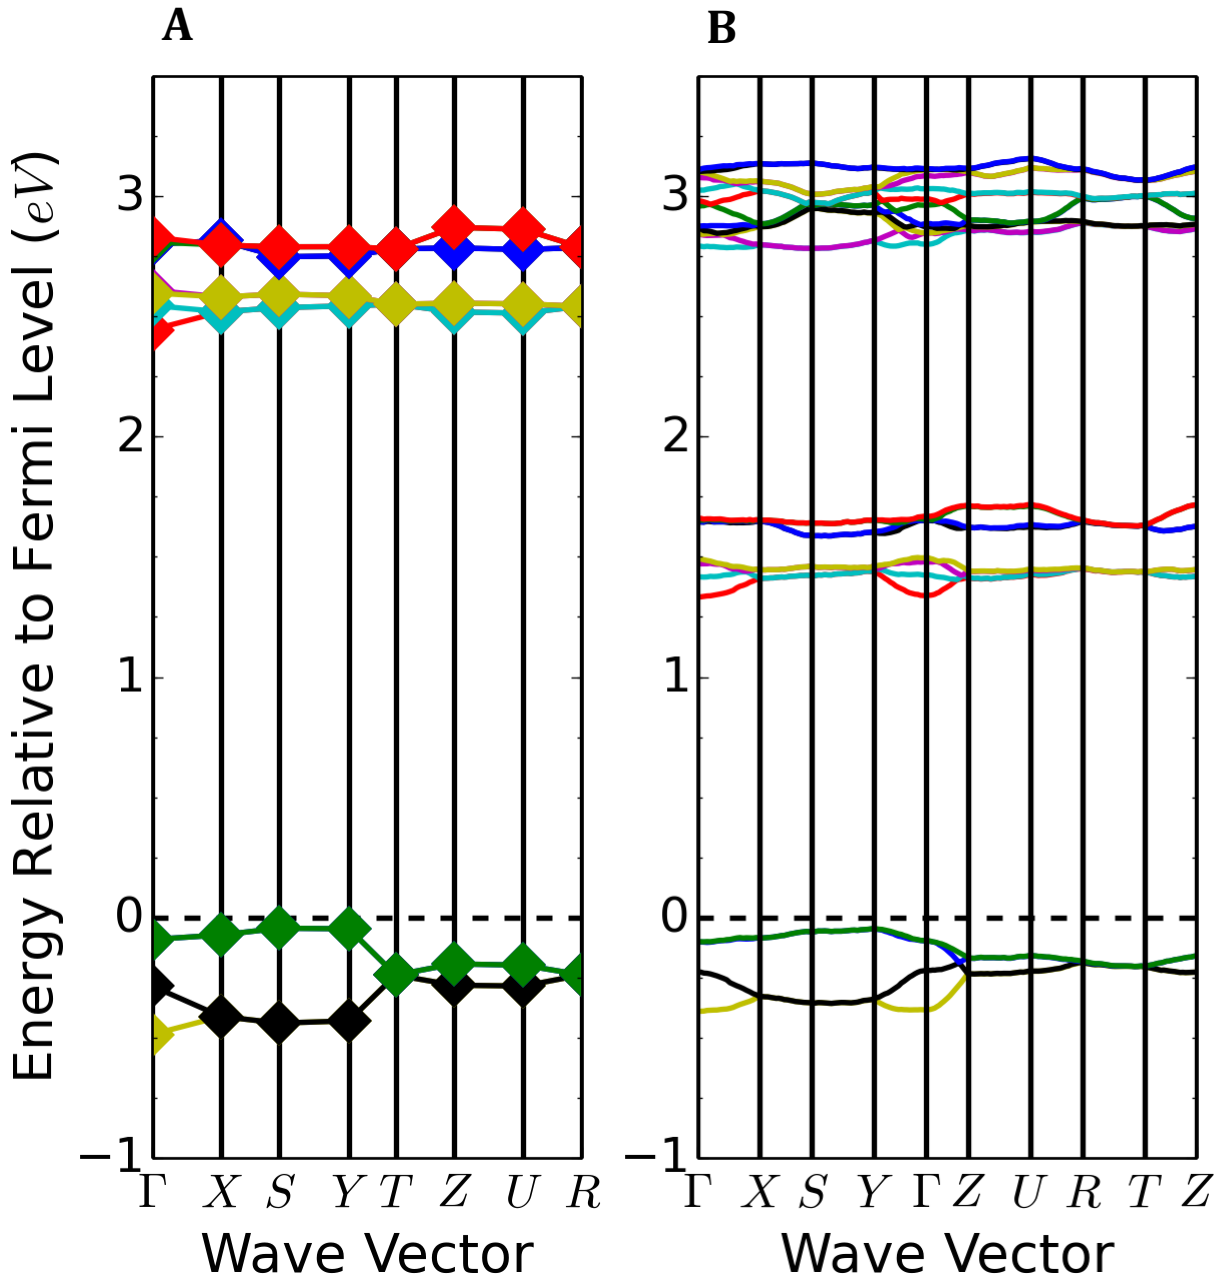 A
B
Energy Relative to Fermi Level (eV)
3
2
1
0
−1
Γ X S Y T Z U R
Wave Vector
3
2
1
0
−1
Γ X S Y Γ Z U R T Z
Wave Vector